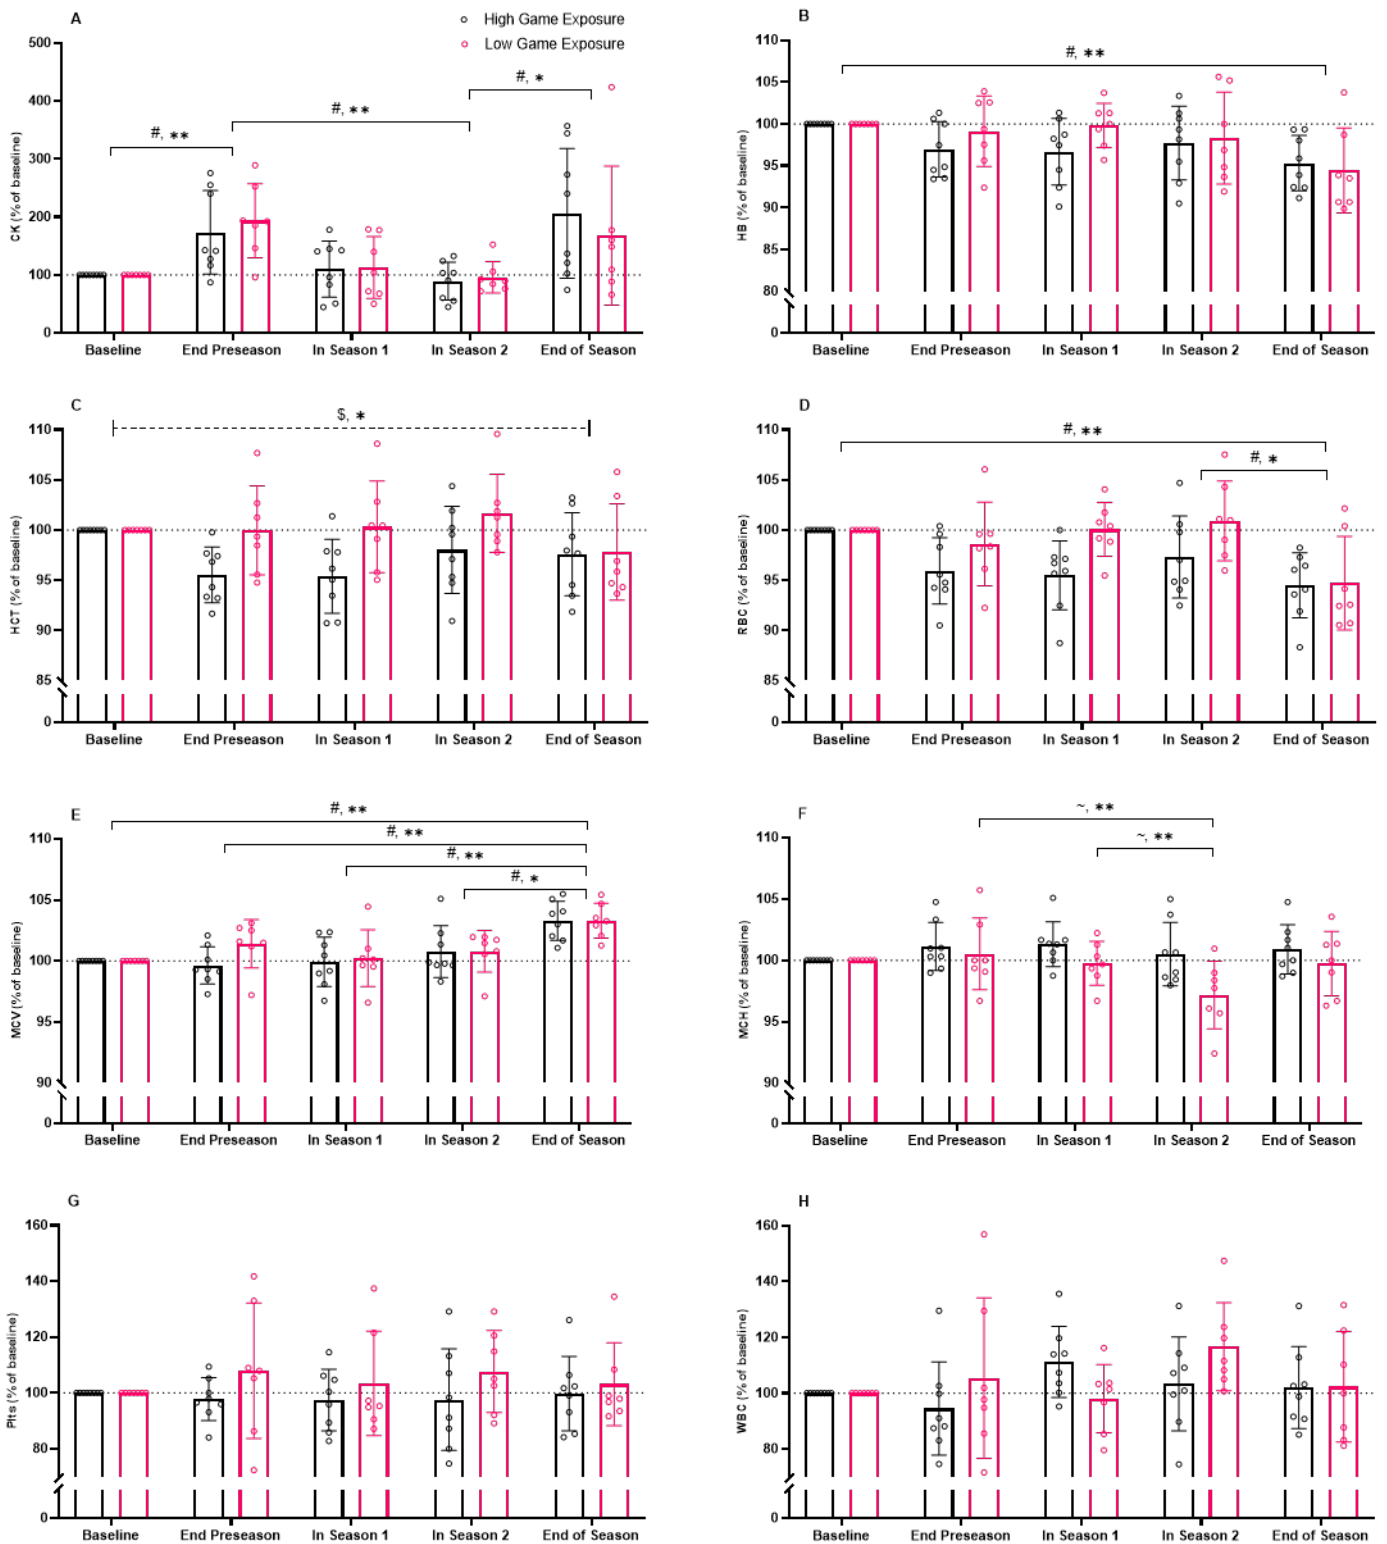 A
High Game Exposure
Low Game Exposure
CK (% of baseline)
500
400
300
200
100
0
#, **
#, **
#, *
Baseline
End Preseason
In Season 1
In Season 2
End of Season
B
HB (% of baseline)
110
105
100
95
90
85
80
0
#, **
Baseline
End Preseason
In Season 1
In Season 2
End of Season
C
HCT (% of baseline)
110
105
100
95
90
85
0
$, *
Baseline
End Preseason
In Season 1
In Season 2
End of Season
D
RBC (% of baseline)
110
105
100
95
90
85
0
#, **
#, *
Baseline
End Preseason
In Season 1
In Season 2
End of Season
E
MCV (% of baseline)
110
105
100
95
90
0
#, **
#, **
#, **
#, *
Baseline
End Preseason
In Season 1
In Season 2
End of Season
F
MCH (% of baseline)
110
105
100
95
90
0
~, **
~, **
Baseline
End Preseason
In Season 1
In Season 2
End of Season
G
Plts (% of baseline)
160
140
120
100
80
0
Baseline
End Preseason
In Season 1
In Season 2
End of Season
H
WBC (% of baseline)
160
140
120
100
80
0
Baseline
End Preseason
In Season 1
In Season 2
End of Season